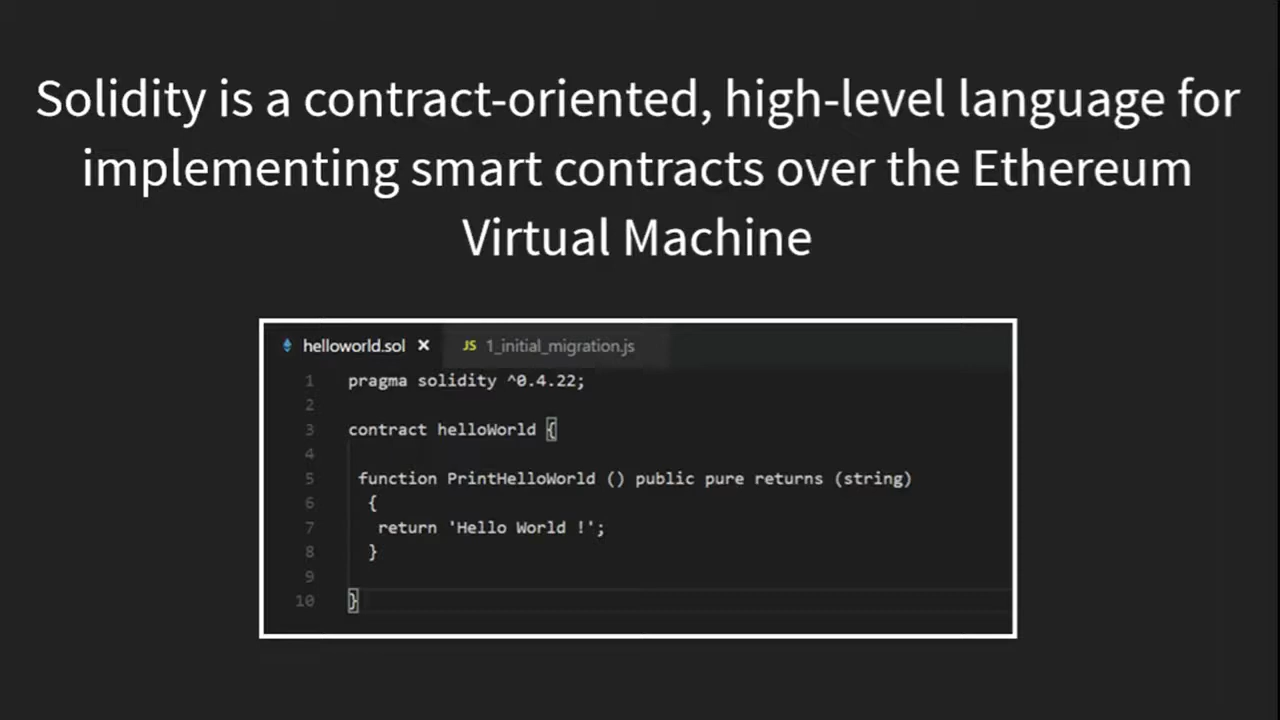 Solidity is a contract-oriented, high-level language for
implementing smart contracts over the Ethereum
Virtual Machine
helloworld.sol × JS 1_initial_migration.js
1 pragma solidity ^0.4.22;
2
3 contract helloWorld {
4
5 function PrintHelloWorld () public pure returns (string)
6 {
7 return 'Hello World !';
8 }
9
10 }